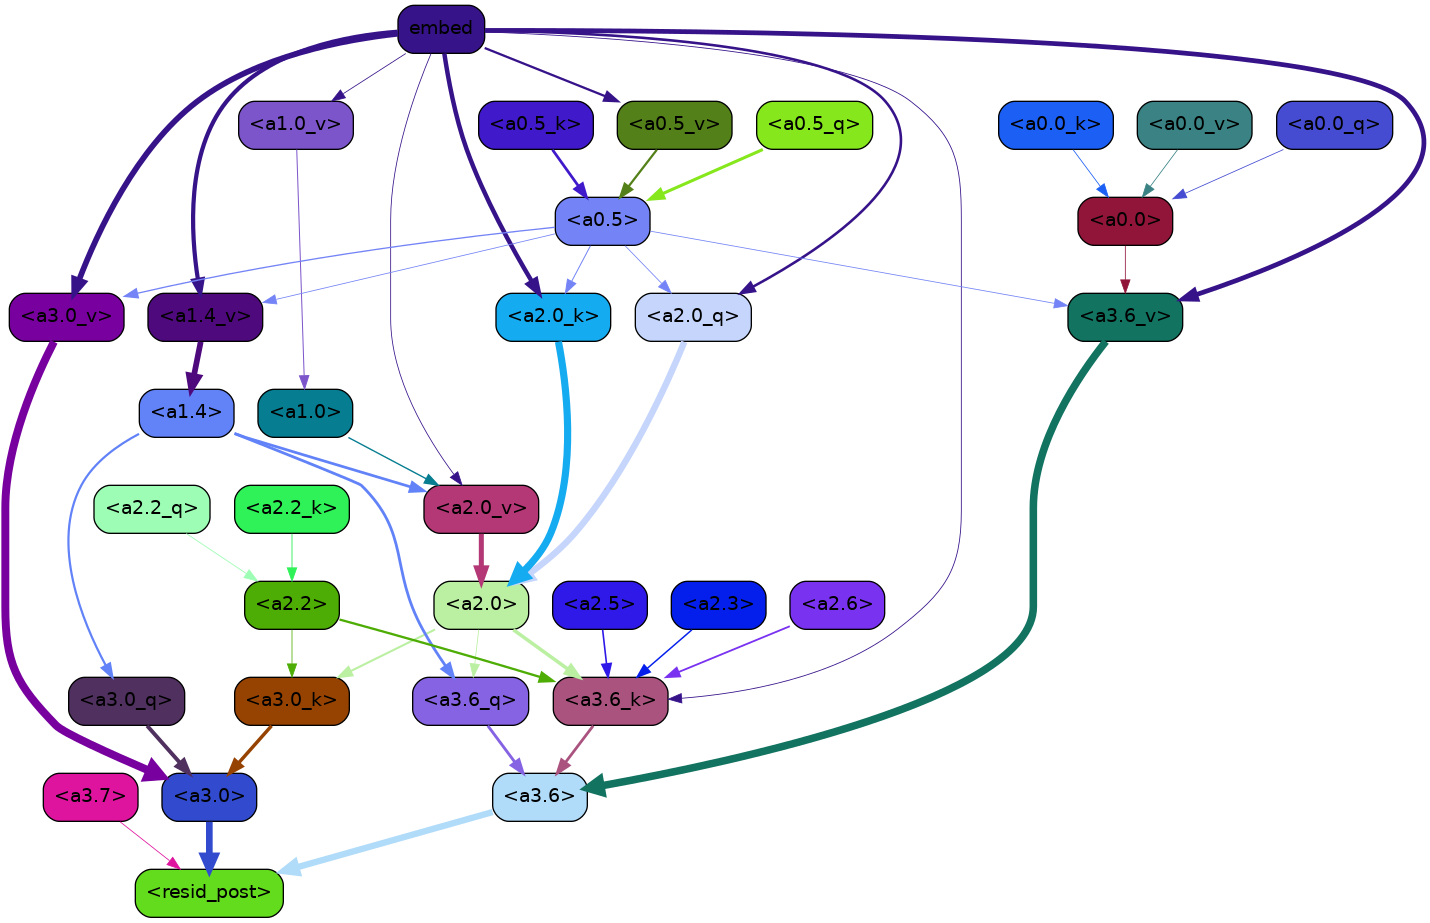 embed
<a1.0_v>
<a0.5_k>
<a0.5_v>
<a0.5_q>
<a0.0_k>
<a0.0_v>
<a0.0_q>
<a0.5>
<a0.0>
<a3.0_v>
<a1.4_v>
<a2.0_k>
<a2.0_q>
<a3.6_v>
<a1.4>
<a1.0>
<a2.2_q>
<a2.2_k>
<a2.0_v>
<a2.2>
<a2.0>
<a2.5>
<a2.3>
<a2.6>
<a3.0_q>
<a3.0_k>
<a3.6_q>
<a3.6_k>
<a3.7>
<a3.0>
<a3.6>
<resid_post>